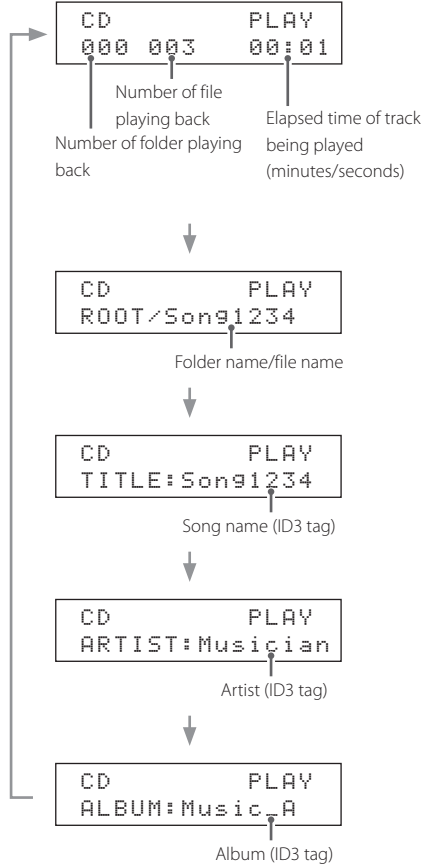 CD PLAY
000 003 00:01
Number of file
playing back
Number of folder playing
back
Elapsed time of track
being played
(minutes/seconds)
CD PLAY
ROOT/Song1234
Folder name/file name
CD PLAY
TITLE:Song1234
Song name (ID3 tag)
CD PLAY
ARTIST:Musician
Artist (ID3 tag)
CD PLAY
ALBUM:Music_A
Album (ID3 tag)